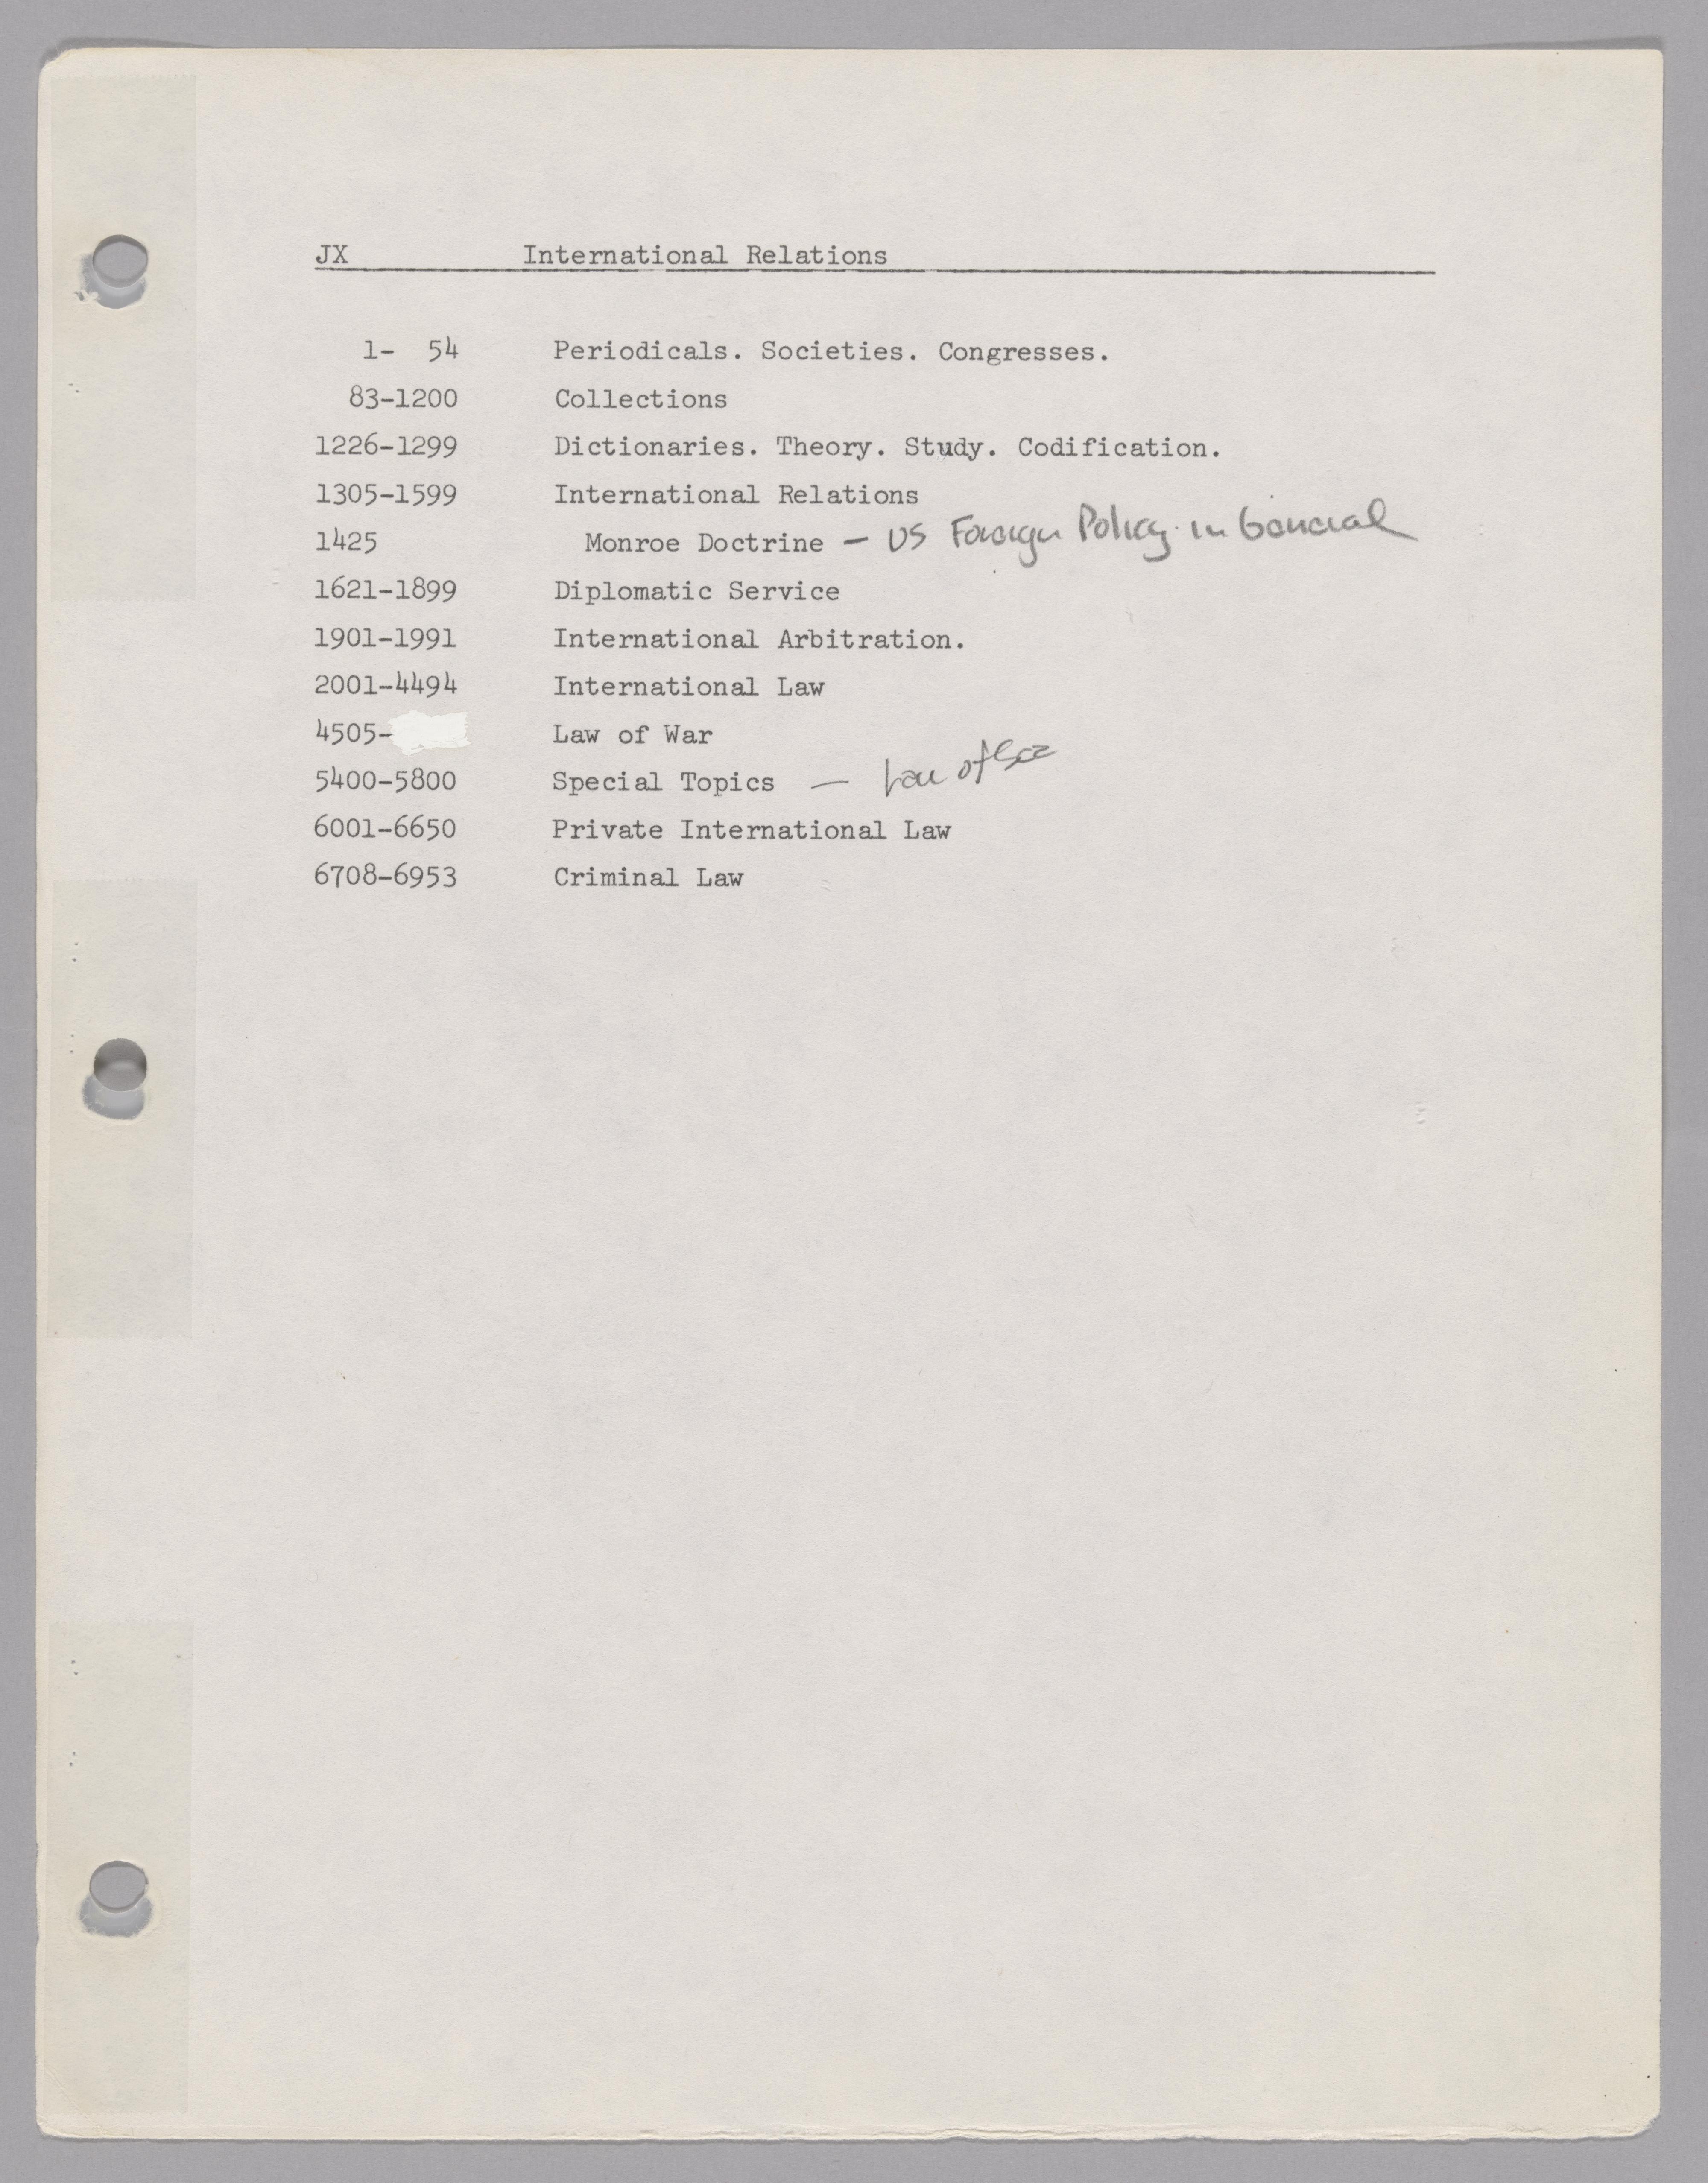 JX International Relations
1- 54 Periodicals. Societies. Congresses.
83-1200 Collections
1226-1299 Dictionaries. Theory. Study. Codification.
1305-1599 International Relations
1425 Monroe Doctrine — US Foreign Policy in General
1621-1899 Diplomatic Service
1901-1991 International Arbitration.
2001-4494 International Law
4505- Law of War
5400-5800 Special Topics — Law of Sea
6001-6650 Private International Law
6708-6953 Criminal Law